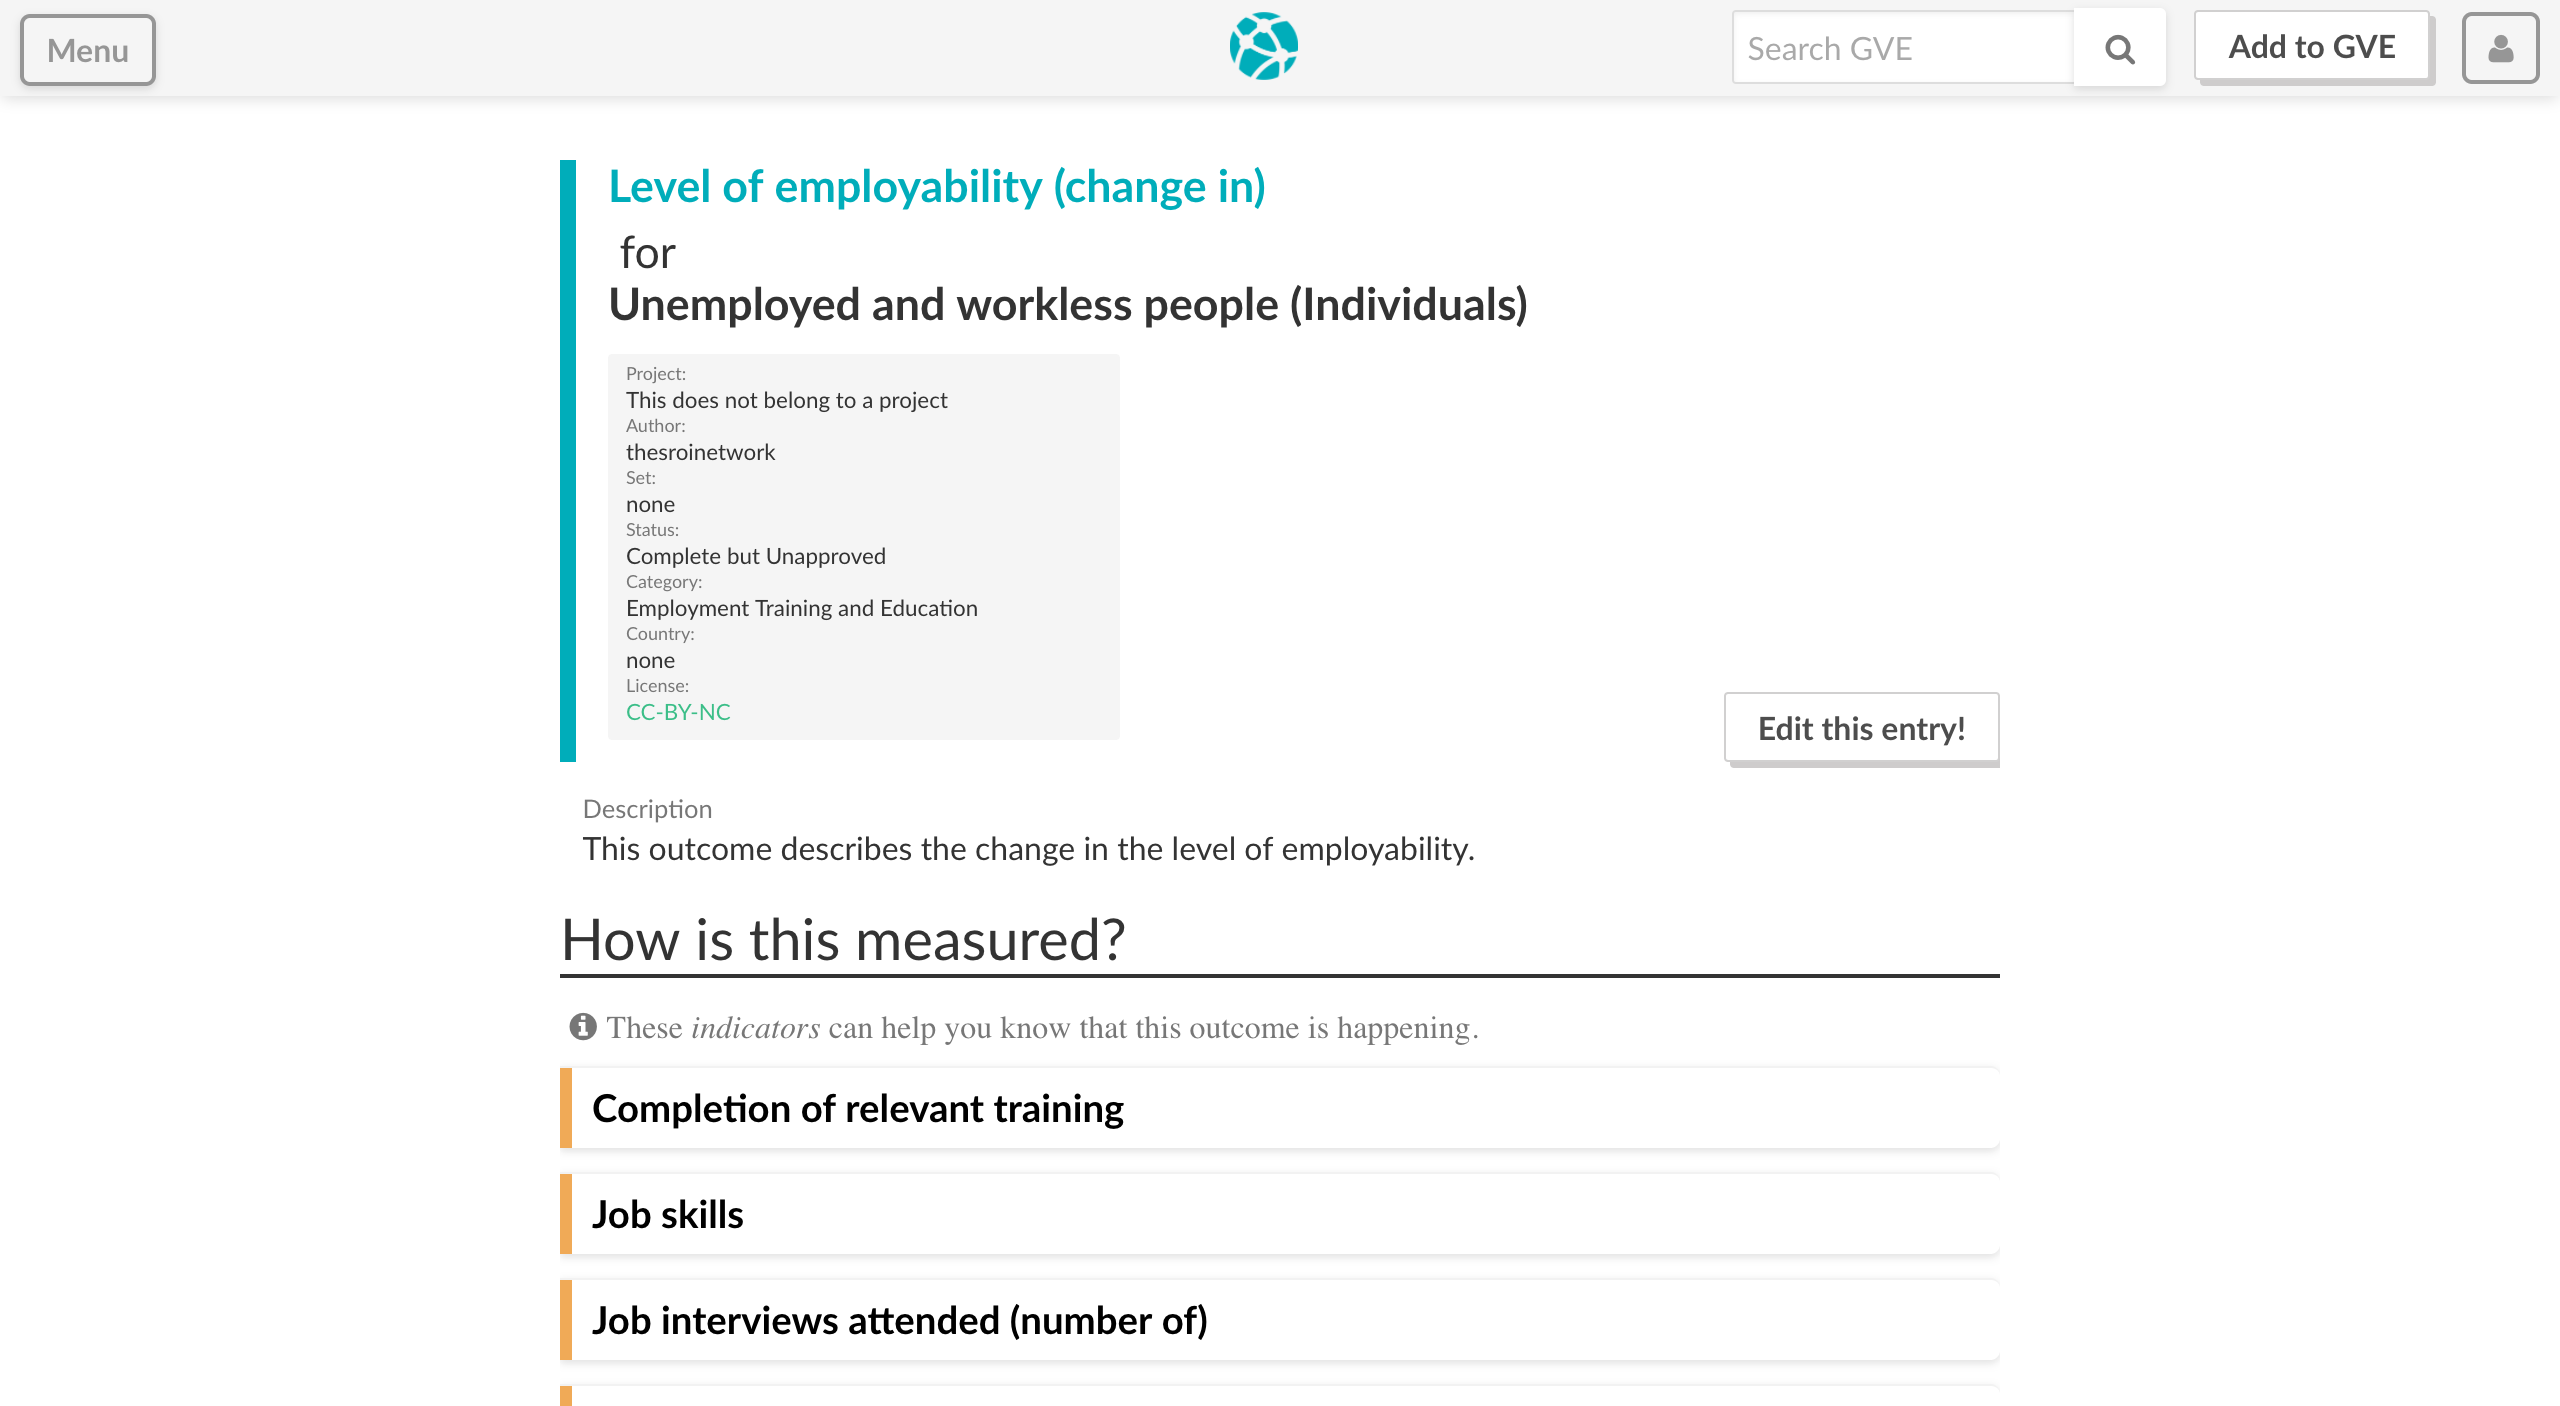 Menu
Search GVE
Add to GVE
Level of employability (change in)
for
Unemployed and workless people (Individuals)
Project:
This does not belong to a project
Author:
thesroinetwork
Set:
none
Status:
Complete but Unapproved
Category:
Employment Training and Education
Country:
none
License:
CC-BY-NC
Edit this entry!
Description
This outcome describes the change in the level of employability.
How is this measured?
These indicators can help you know that this outcome is happening.
Completion of relevant training
Job skills
Job interviews attended (number of)